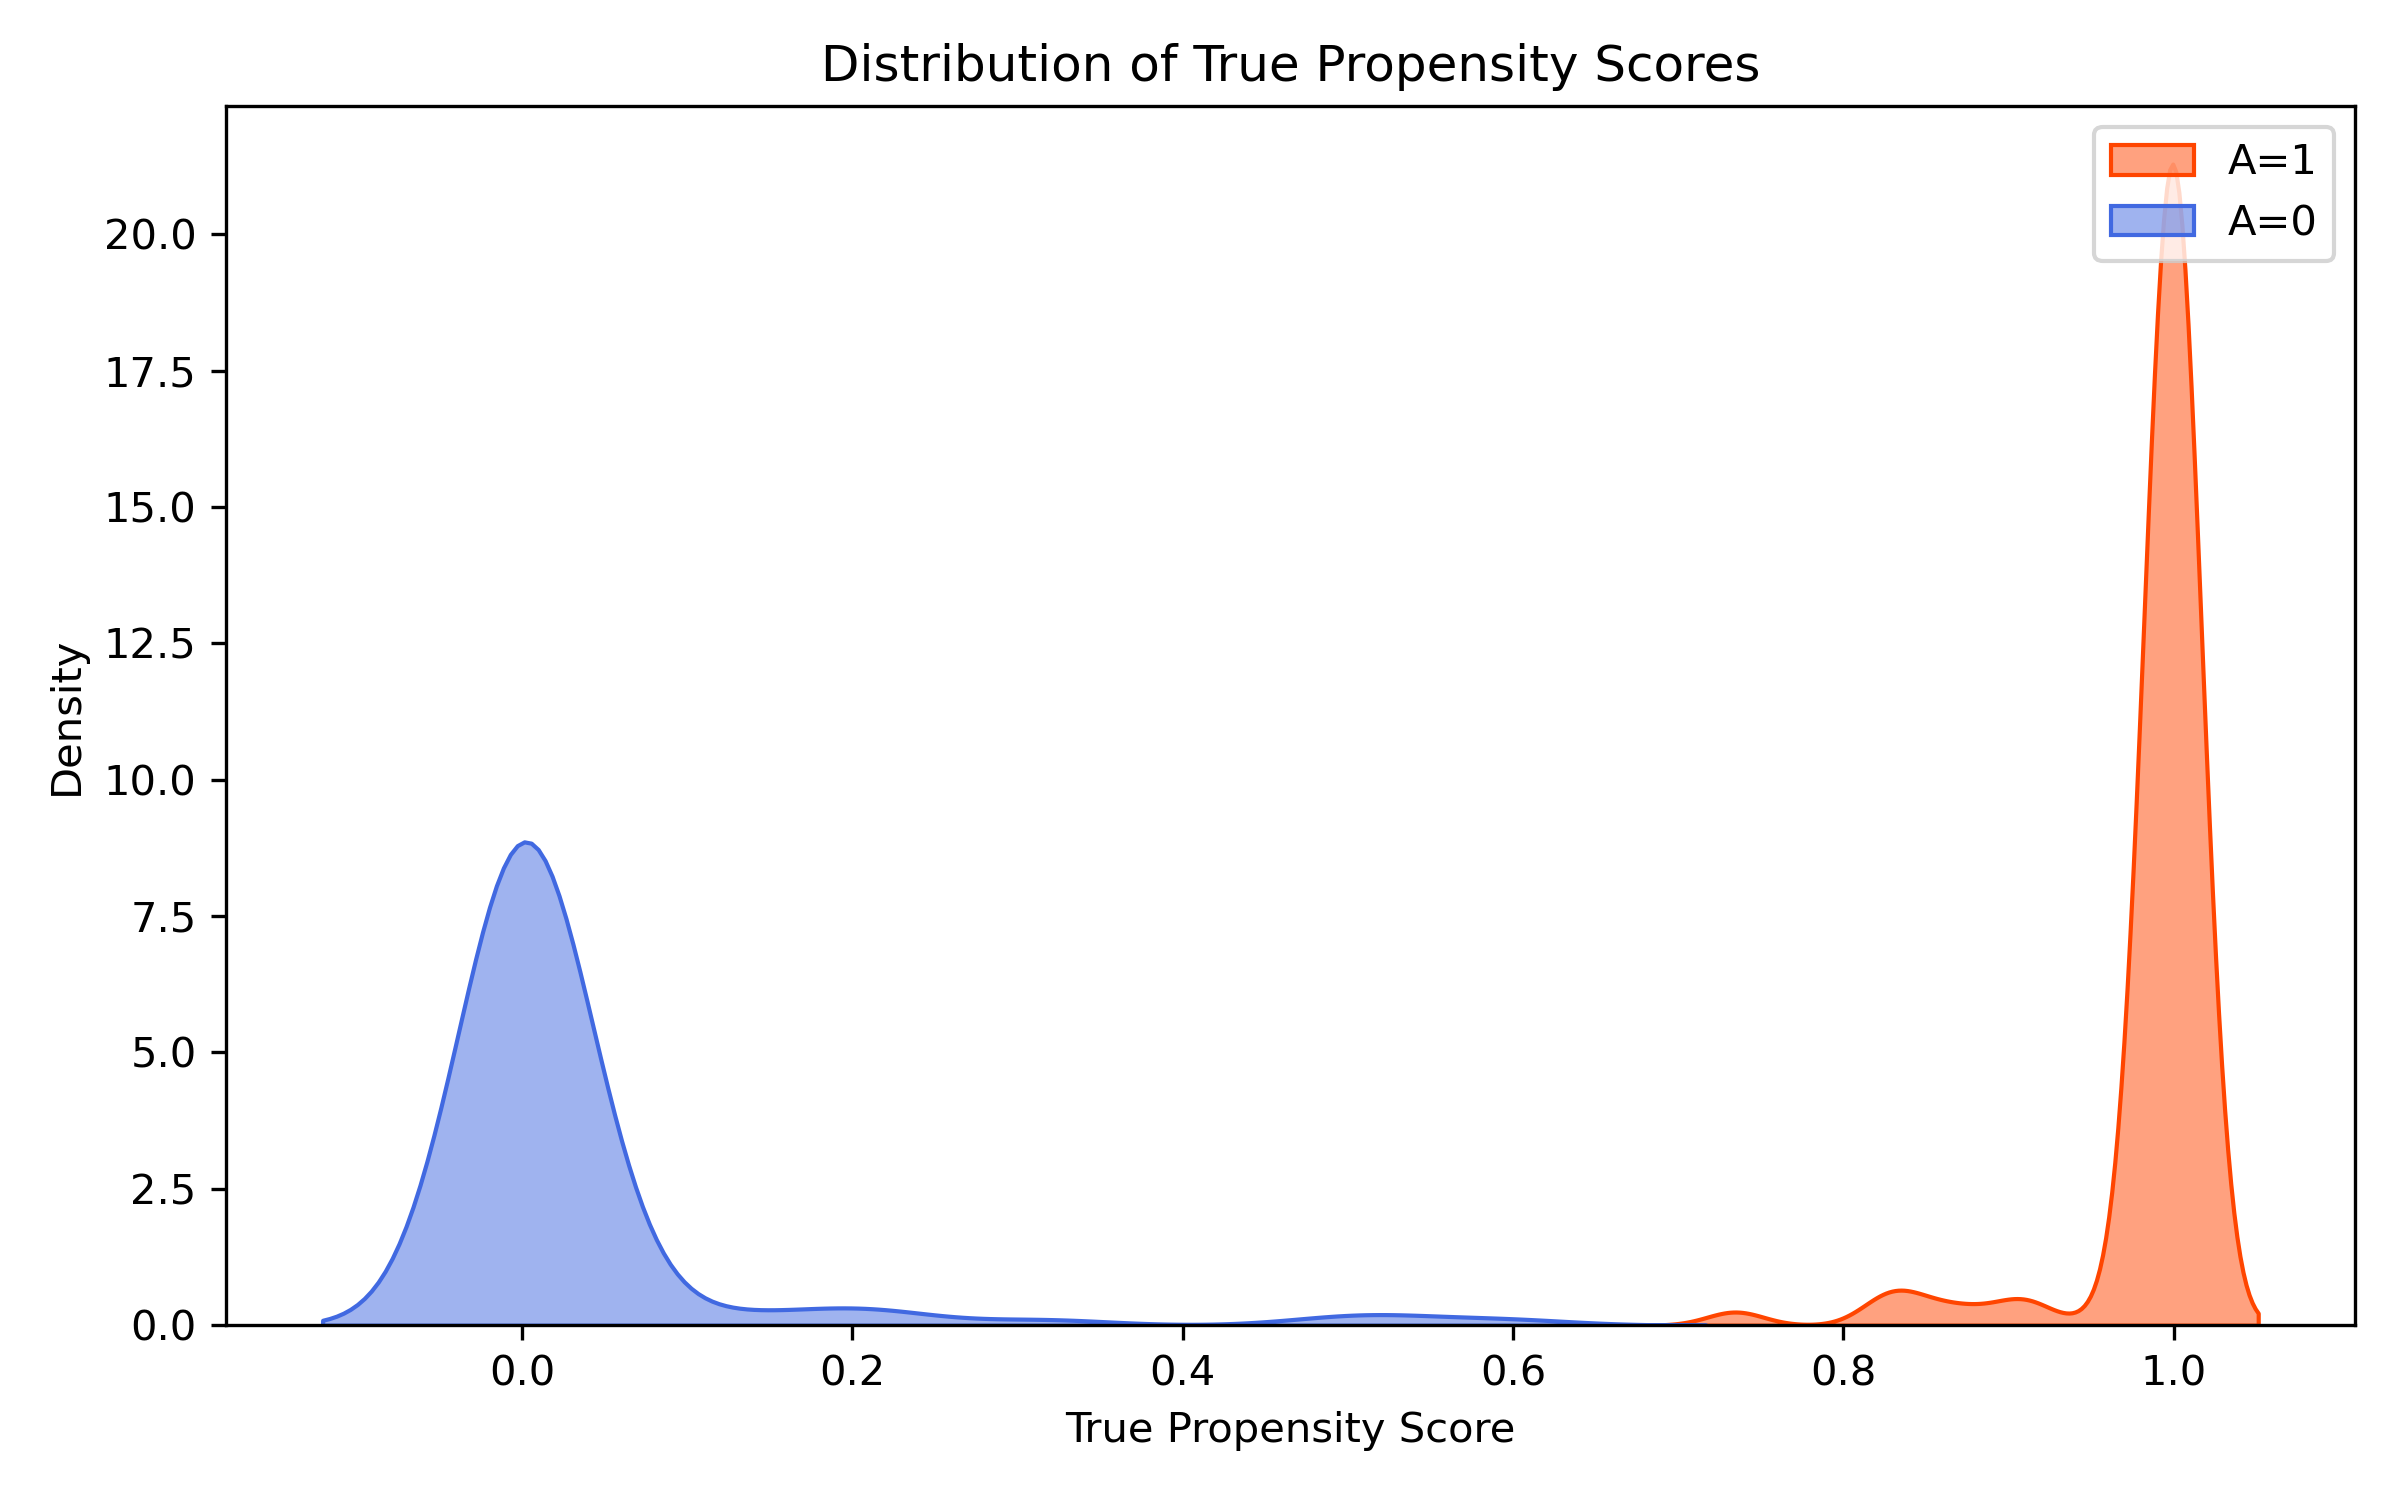 Distribution of True Propensity Scores
A=1
A=0
20.0
17.5
15.0
12.5
10.0
7.5
5.0
2.5
0.0
Density
0.0 0.2 0.4 0.6 0.8 1.0
True Propensity Score